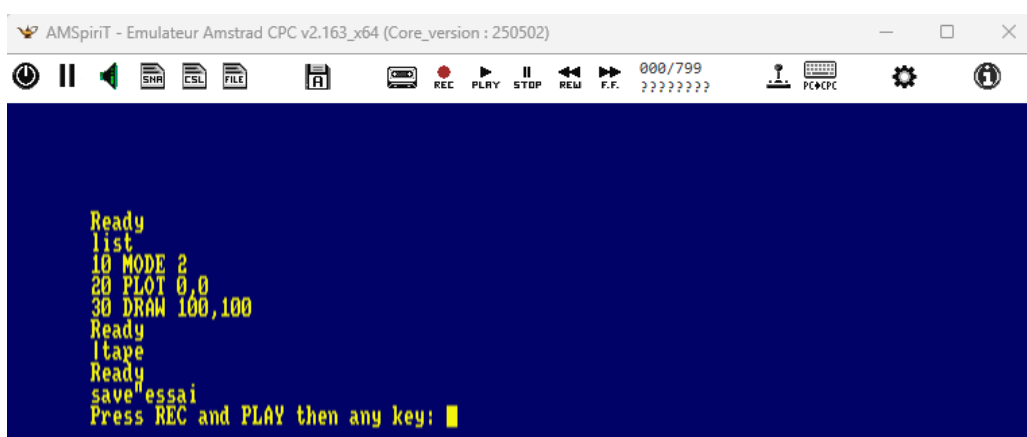 AMSpiriT - Emulateur Amstrad CPC v2.163_x64 (Core_version : 250502)
SNA CSL FILE A REC PLAY STOP REW F.F. 000/799 PC CPC
????????
Ready
list
10 MODE 2
20 PLOT 0,0
30 DRAW 100,100
Ready
|tape
Ready
save"essai
Press REC and PLAY then any key: